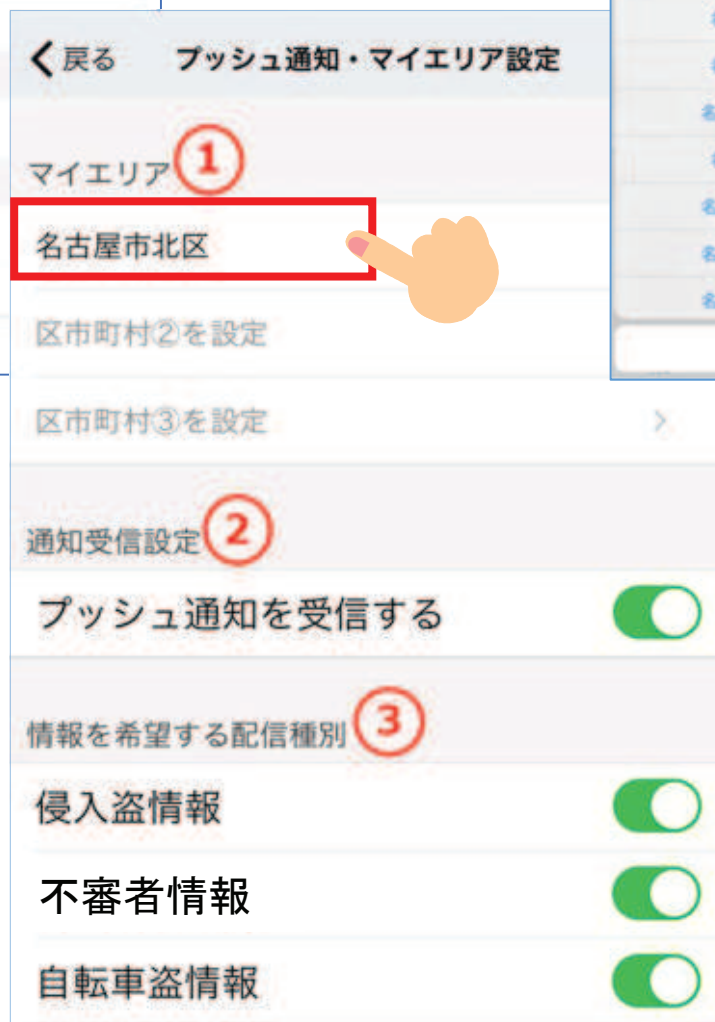 戻る プッシュ通知・マイエリア設定
マイエリア ①
名古屋市北区
区市町村②を設定
区市町村③を設定
通知受信設定 ②
プッシュ通知を受信する
情報を希望する配信種別 ③
侵入盗情報
不審者情報
自転車盗情報